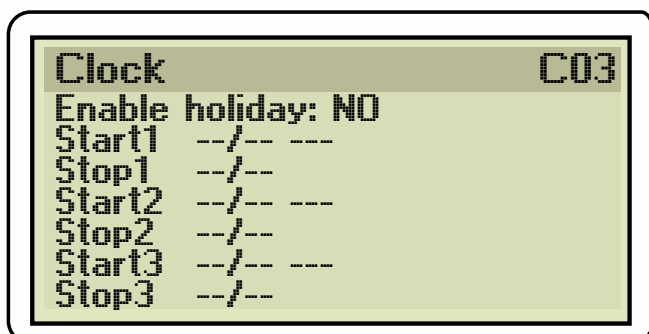 Clock C03
Enable holiday: NO
Start1 --/-- ---
Stop1 --/--
Start2 --/-- ---
Stop2 --/--
Start3 --/-- ---
Stop3 --/--